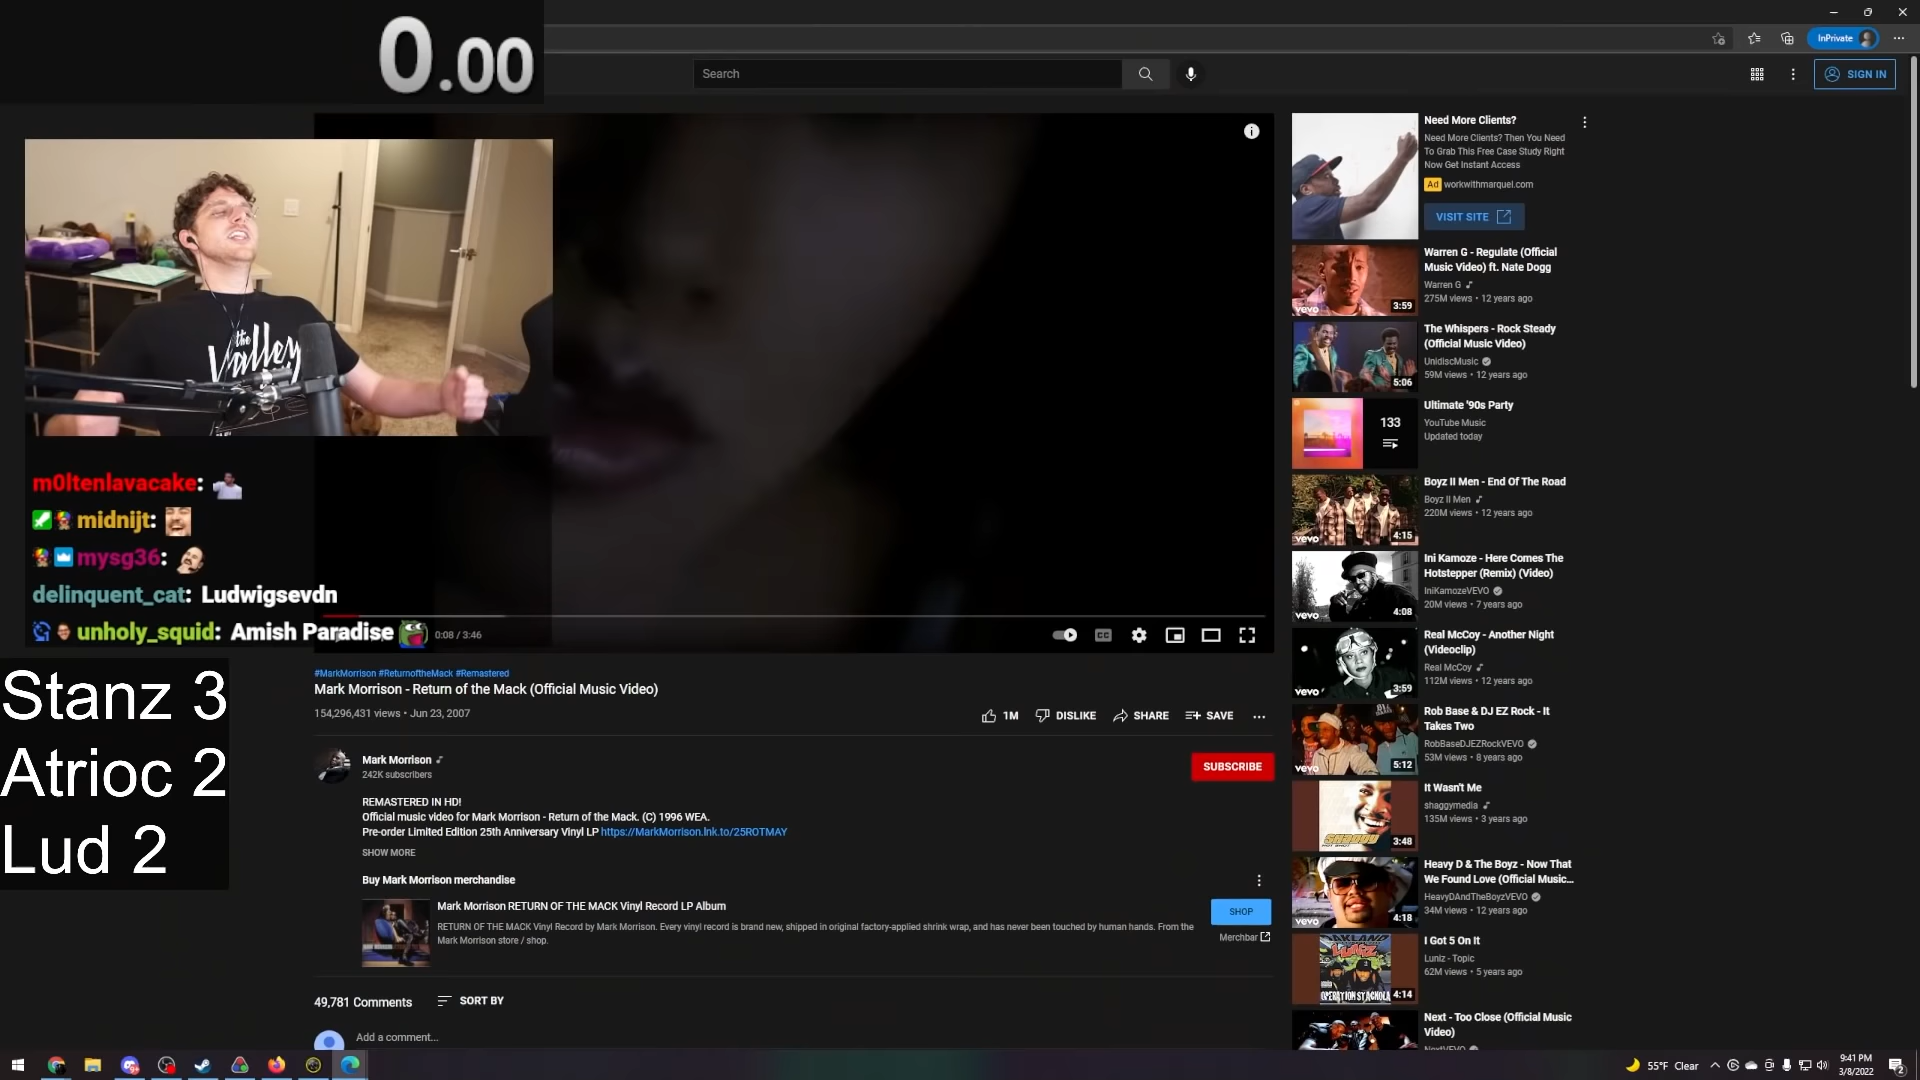 0.00
InPrivate
Search
SIGN IN
the
Valley
m0ltenlavacake:
midnijt:
mysg36:
delinquent_cat: Ludwigsevdn
unholy_squid: Amish Paradise
0:08 / 3:46
CC
Stanz 3
Atrioc 2
Lud 2
#MarkMorrison #ReturnoftheMack #Remastered
Mark Morrison - Return of the Mack (Official Music Video)
154,296,431 views • Jun 23, 2007
1M
DISLIKE
SHARE
SAVE
Mark Morrison
242K subscribers
SUBSCRIBE
REMASTERED IN HD!
Official music video for Mark Morrison - Return of the Mack. (C) 1996 WEA.
Pre-order Limited Edition 25th Anniversary Vinyl LP https://MarkMorrison.lnk.to/25ROTMAY
SHOW MORE
Buy Mark Morrison merchandise
Mark Morrison RETURN OF THE MACK Vinyl Record LP Album
RETURN OF THE MACK Vinyl Record by Mark Morrison. Every vinyl record is brand new, shipped in original factory-applied shrink wrap, and has never been touched by human hands. From the
Mark Morrison store / shop.
SHOP
Merchbar
49,781 Comments
SORT BY
Add a comment...
Need More Clients?
Need More Clients? Then You Need
To Grab This Free Case Study Right
Now Get Instant Access
Ad workwithmarquel.com
VISIT SITE
vevo
3:59
Warren G - Regulate (Official
Music Video) ft. Nate Dogg
Warren G
275M views • 12 years ago
5:06
The Whispers - Rock Steady
(Official Music Video)
UnidiscMusic
59M views • 12 years ago
133
Ultimate '90s Party
YouTube Music
Updated today
vevo
4:15
Boyz II Men - End Of The Road
Boyz II Men
220M views • 12 years ago
vevo
4:08
Ini Kamoze - Here Comes The
Hotstepper (Remix) (Video)
IniKamozeVEVO
20M views • 7 years ago
vevo
3:59
Real McCoy - Another Night
(Videoclip)
Real McCoy
112M views • 12 years ago
vevo
5:12
Rob Base & DJ EZ Rock - It
Takes Two
RobBaseDJEZRockVEVO
53M views • 8 years ago
SHAGGY
HOT SHOT
3:48
It Wasn't Me
shaggymedia
135M views • 3 years ago
vevo
4:18
Heavy D & The Boyz - Now That
We Found Love (Official Music...
HeavyDAndTheBoyzVEVO
34M views • 12 years ago
LUNIZ
OPERATION STACKOLA
4:14
I Got 5 On It
Luniz - Topic
62M views • 5 years ago
Next - Too Close (Official Music
Video)
NextVEVO
55°F Clear
9:41 PM
3/8/2022
2